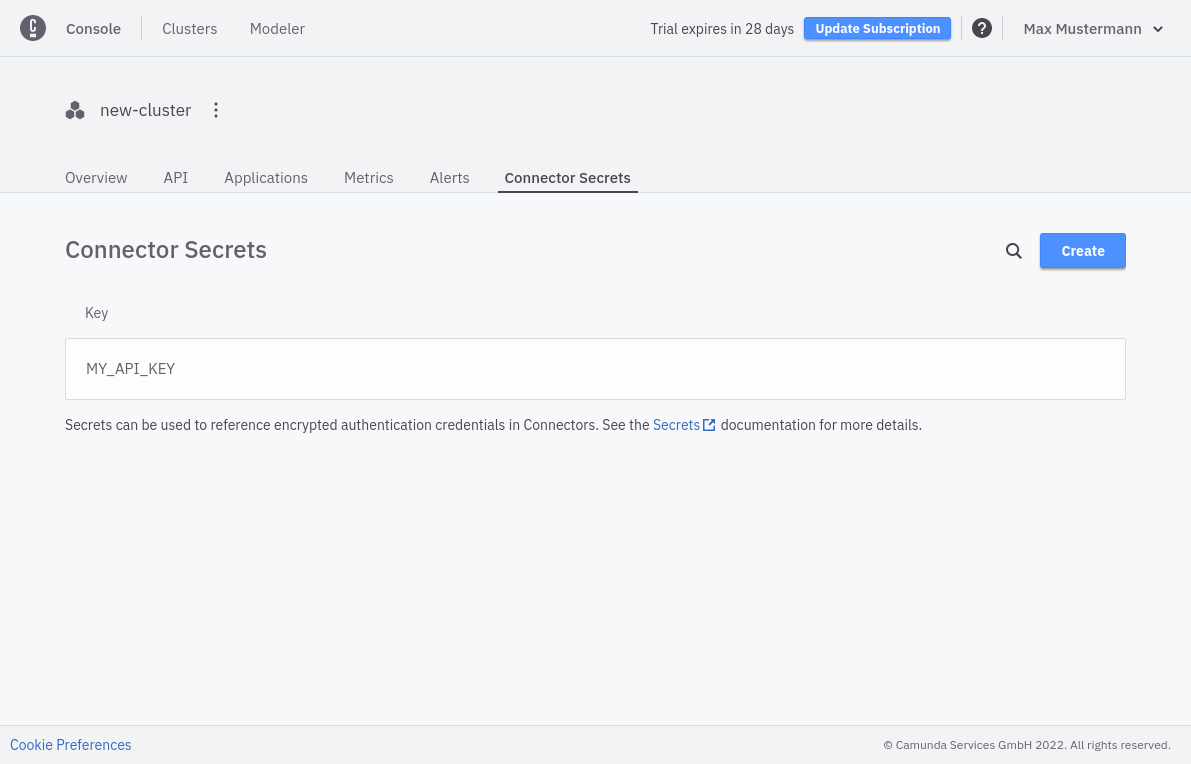 Console Clusters Modeler Trial expires in 28 days Update Subscription ? Max Mustermann
new-cluster
Overview API Applications Metrics Alerts Connector Secrets
Connector Secrets Create
Key
MY_API_KEY
Secrets can be used to reference encrypted authentication credentials in Connectors. See the Secrets documentation for more details.
Cookie Preferences © Camunda Services GmbH 2022. All rights reserved.